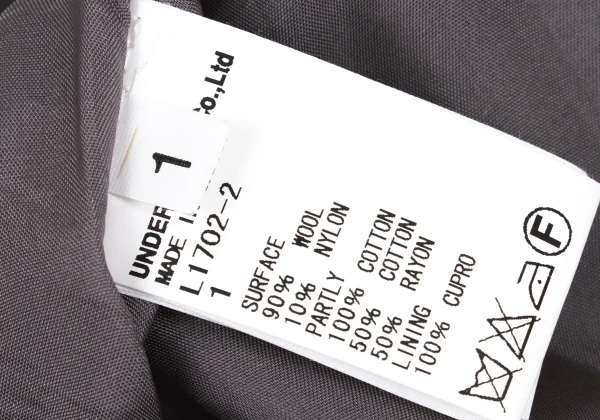 1
UNDER Co.,Ltd
MADE
L1702-2
1
SURFACE
90% WOOL
10% NYLON
PARTLY
100% COTTON
50% COTTON
50% RAYON
LINING
100% CUPRO
F